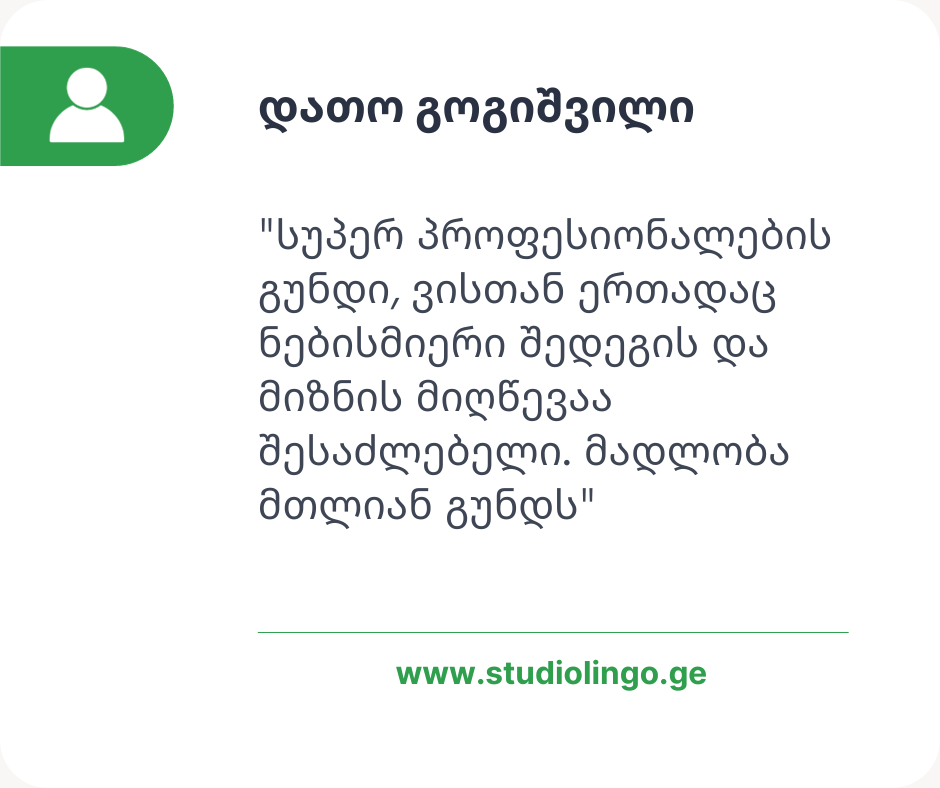 დათო გოგიშვილი
"სუპერ პროფესიონალების
გუნდი, ვისთან ერთადაც
ნებისმიერი შედეგის და
მიზნის მიღწევაა
შესაძლებელი. მადლობა
მთლიან გუნდს"
www.studiolingo.ge